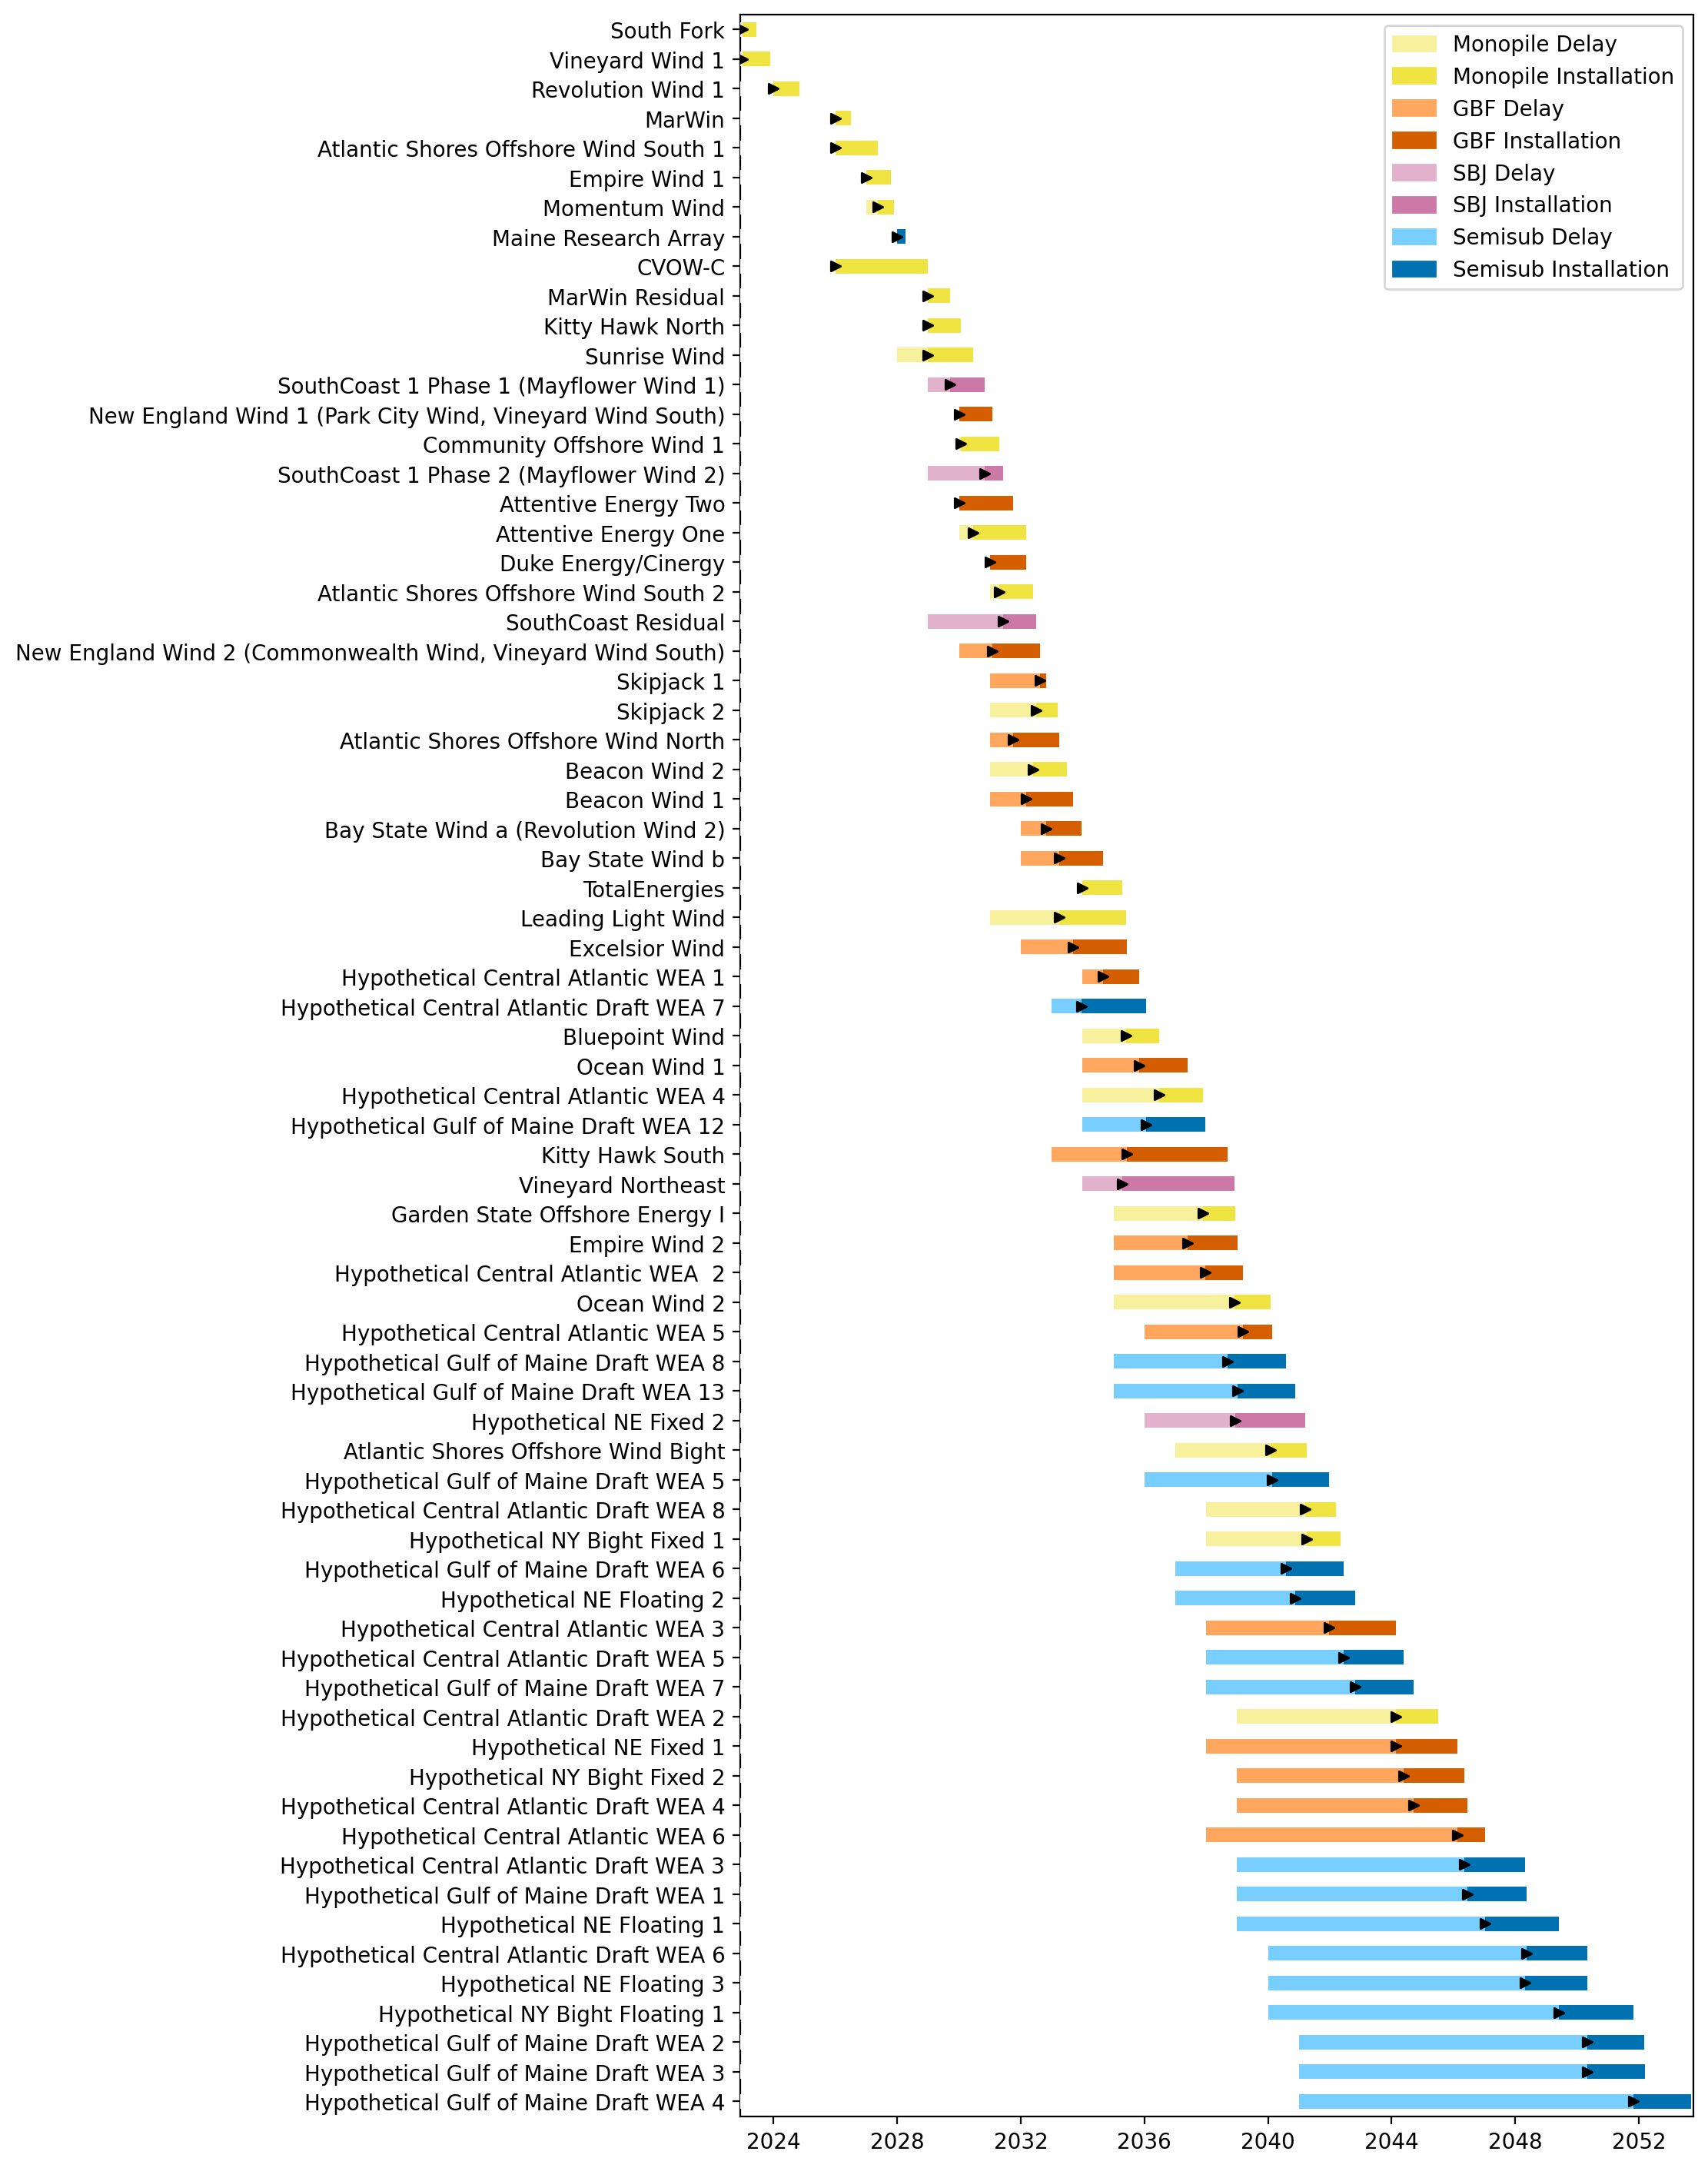 South Fork
Vineyard Wind 1
Revolution Wind 1
MarWin
Atlantic Shores Offshore Wind South 1
Empire Wind 1
Momentum Wind
Maine Research Array
CVOW-C
MarWin Residual
Kitty Hawk North
Sunrise Wind
SouthCoast 1 Phase 1 (Mayflower Wind 1)
New England Wind 1 (Park City Wind, Vineyard Wind South)
Community Offshore Wind 1
SouthCoast 1 Phase 2 (Mayflower Wind 2)
Attentive Energy Two
Attentive Energy One
Duke Energy/Cinergy
Atlantic Shores Offshore Wind South 2
SouthCoast Residual
New England Wind 2 (Commonwealth Wind, Vineyard Wind South)
Skipjack 1
Skipjack 2
Atlantic Shores Offshore Wind North
Beacon Wind 2
Beacon Wind 1
Bay State Wind a (Revolution Wind 2)
Bay State Wind b
TotalEnergies
Leading Light Wind
Excelsior Wind
Hypothetical Central Atlantic WEA 1
Hypothetical Central Atlantic Draft WEA 7
Bluepoint Wind
Ocean Wind 1
Hypothetical Central Atlantic WEA 4
Hypothetical Gulf of Maine Draft WEA 12
Kitty Hawk South
Vineyard Northeast
Garden State Offshore Energy I
Empire Wind 2
Hypothetical Central Atlantic WEA  2
Ocean Wind 2
Hypothetical Central Atlantic WEA 5
Hypothetical Gulf of Maine Draft WEA 8
Hypothetical Gulf of Maine Draft WEA 13
Hypothetical NE Fixed 2
Atlantic Shores Offshore Wind Bight
Hypothetical Gulf of Maine Draft WEA 5
Hypothetical Central Atlantic Draft WEA 8
Hypothetical NY Bight Fixed 1
Hypothetical Gulf of Maine Draft WEA 6
Hypothetical NE Floating 2
Hypothetical Central Atlantic WEA 3
Hypothetical Central Atlantic Draft WEA 5
Hypothetical Gulf of Maine Draft WEA 7
Hypothetical Central Atlantic Draft WEA 2
Hypothetical NE Fixed 1
Hypothetical NY Bight Fixed 2
Hypothetical Central Atlantic Draft WEA 4
Hypothetical Central Atlantic WEA 6
Hypothetical Central Atlantic Draft WEA 3
Hypothetical Gulf of Maine Draft WEA 1
Hypothetical NE Floating 1
Hypothetical Central Atlantic Draft WEA 6
Hypothetical NE Floating 3
Hypothetical NY Bight Floating 1
Hypothetical Gulf of Maine Draft WEA 2
Hypothetical Gulf of Maine Draft WEA 3
Hypothetical Gulf of Maine Draft WEA 4
Monopile Delay
Monopile Installation
GBF Delay
GBF Installation
SBJ Delay
SBJ Installation
Semisub Delay
Semisub Installation
2024 2028 2032 2036 2040 2044 2048 2052